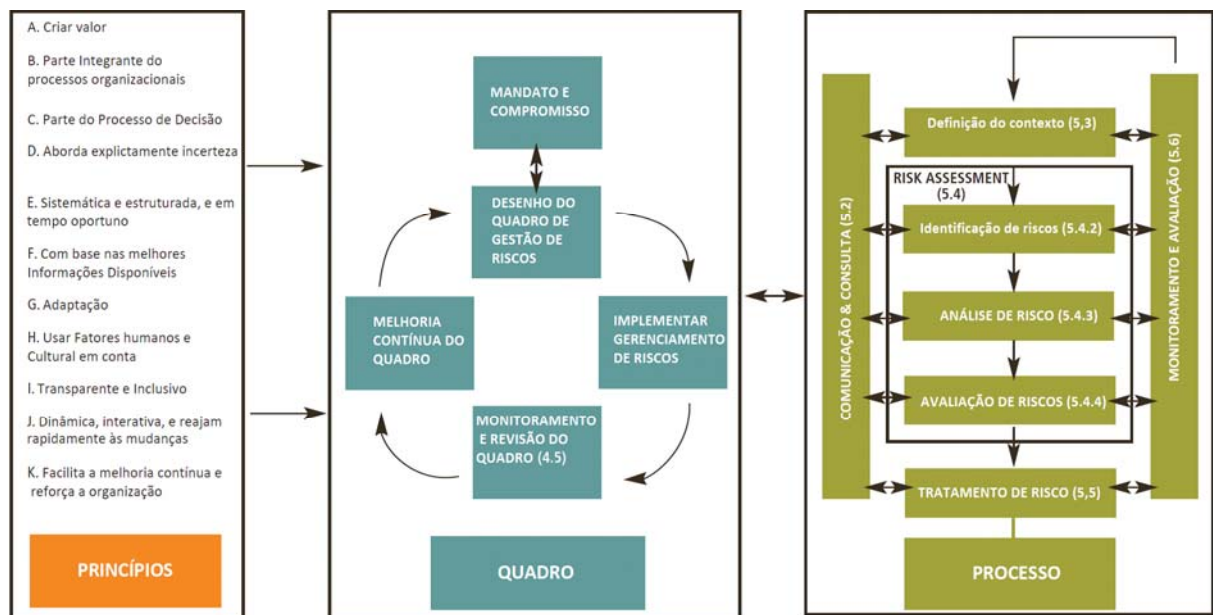 A. Criar valor
B. Parte Integrante do
processos organizacionais
C. Parte do Processo de Decisão
D. Aborda explictamente incerteza
E. Sistemática e estruturada, e em
tempo oportuno
F. Com base nas melhores
Informações Disponíveis
G. Adaptação
H. Usar Fatores humanos e
Cultural em conta
I. Transparente e Inclusivo
J. Dinâmica, interativa, e reajam
rapidamente às mudanças
K. Facilita a melhoria contínua e
reforça a organização
PRINCÍPIOS
MANDATO E
COMPROMISSO
DESENHO DO
QUADRO DE
GESTÃO DE
RISCOS
MELHORIA
CONTÍNUA DO
QUADRO
IMPLEMENTAR
GERENCIAMENTO
DE RISCOS
MONITORAMENTO
E REVISÃO DO
QUADRO (4.5)
QUADRO
COMUNICAÇÃO & CONSULTA (5.2)
Definição do contexto (5,3)
RISK ASSESSMENT
(5.4)
Identificação de riscos (5.4.2)
ANÁLISE DE RISCO (5.4.3)
AVALIAÇÃO DE RISCOS (5.4.4)
TRATAMENTO DE RISCO (5,5)
MONITORAMENTO E AVALIAÇÃO (5.6)
PROCESSO